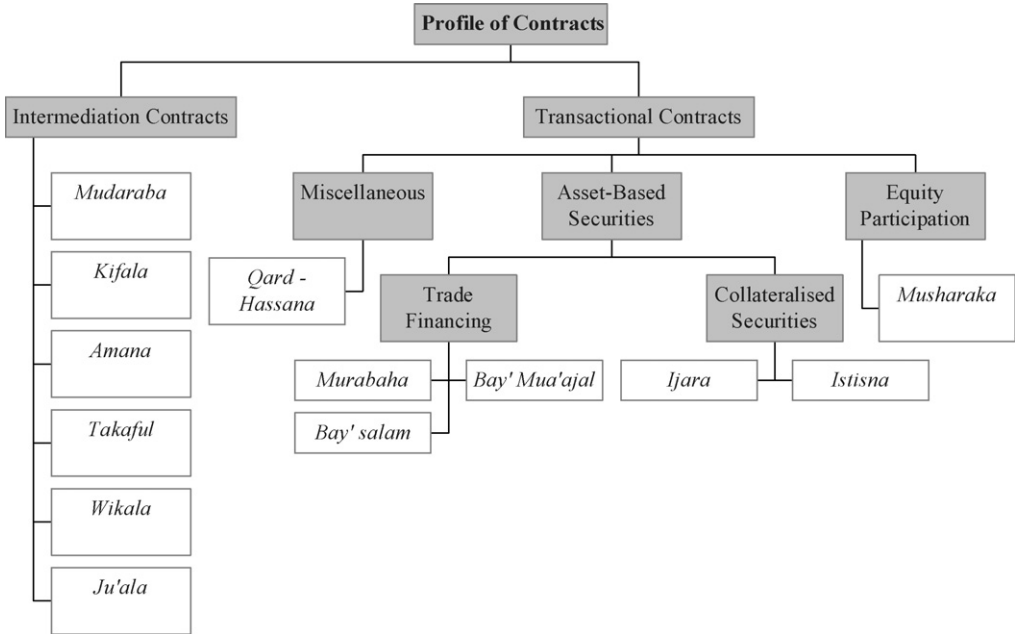 Profile of Contracts
Intermediation Contracts
Transactional Contracts
Mudaraba
Kifala
Amana
Takaful
Wikala
Ju'ala
Miscellaneous
Qard -
Hassana
Asset-Based
Securities
Trade
Financing
Murabaha
Bay' Mua'ajal
Bay' salam
Collateralised
Securities
Ijara
Istisna
Equity
Participation
Musharaka